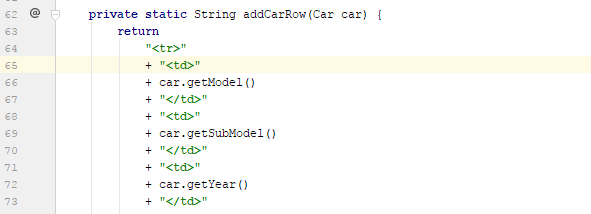 62 @ private static String addCarRow(Car car) {
63 return
64 "<tr>"
65 + "<td>"
66 + car.getModel()
67 + "</td>"
68 + "<td>"
69 + car.getSubModel()
70 + "</td>"
71 + "<td>"
72 + car.getYear()
73 + "</td>"